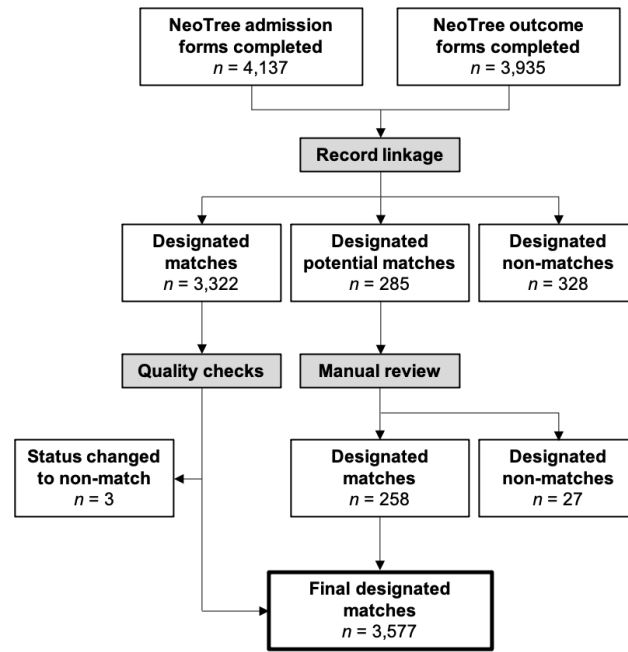 NeoTree admission
forms completed
n = 4,137
NeoTree outcome
forms completed
n = 3,935
Record linkage
Designated
matches
n = 3,322
Designated
potential matches
n = 285
Designated
non-matches
n = 328
Quality checks
Manual review
Status changed
to non-match
n = 3
Designated
matches
n = 258
Designated
non-matches
n = 27
Final designated
matches
n = 3,577